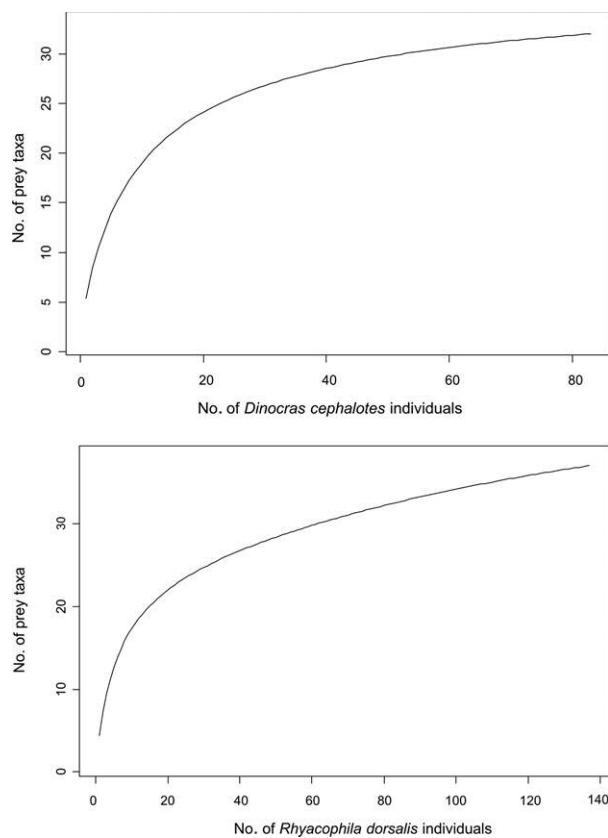 30
25
20
15
10
5
0
No. of prey taxa
0 20 40 60 80
No. of Dinocras cephalotes individuals
30
20
10
0
No. of prey taxa
0 20 40 60 80 100 120 140
No. of Rhyacophila dorsalis individuals